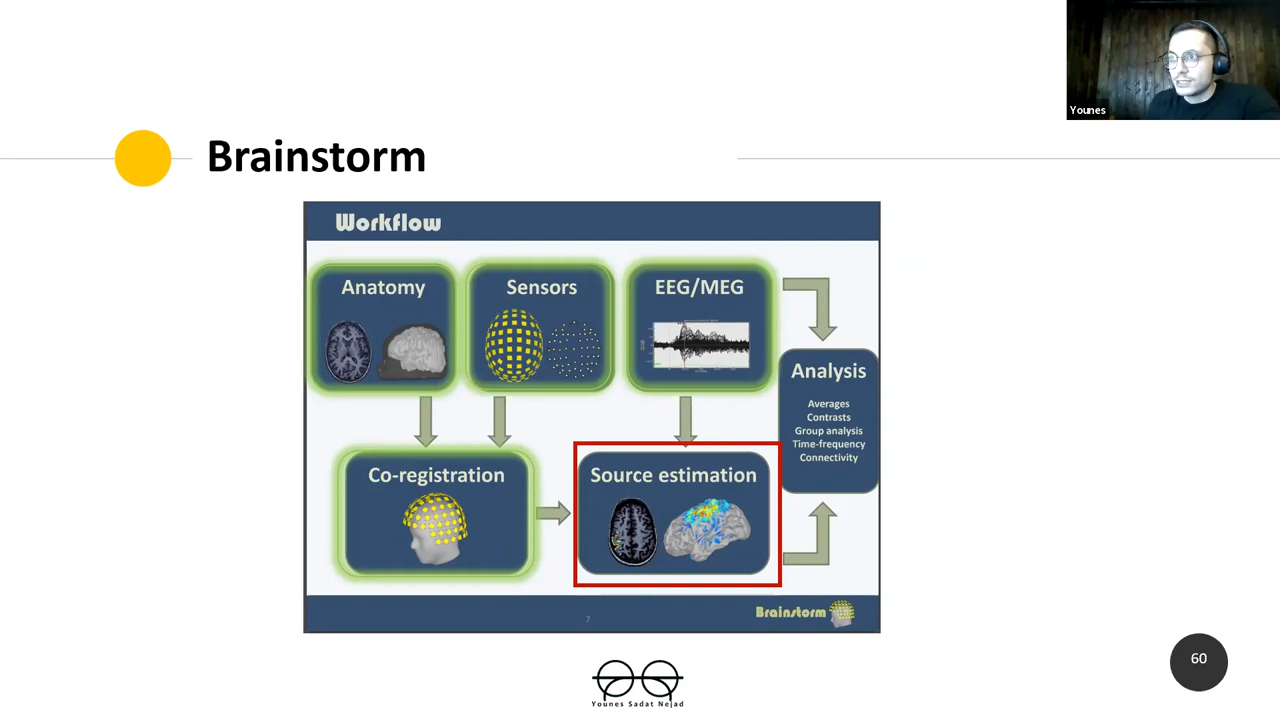 Younes
Brainstorm
Workflow
Anatomy
Sensors
EEG/MEG
Analysis
Averages
Contrasts
Group analysis
Time-frequency
Connectivity
Co-registration
Source estimation
7
Brainstorm
60
Younes Sadat Nejad